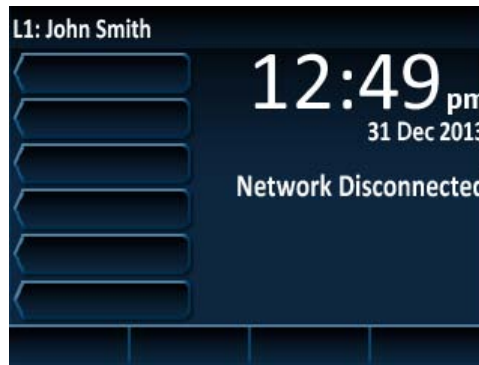 L1: John Smith
12:49 pm
31 Dec 2013
Network Disconnected